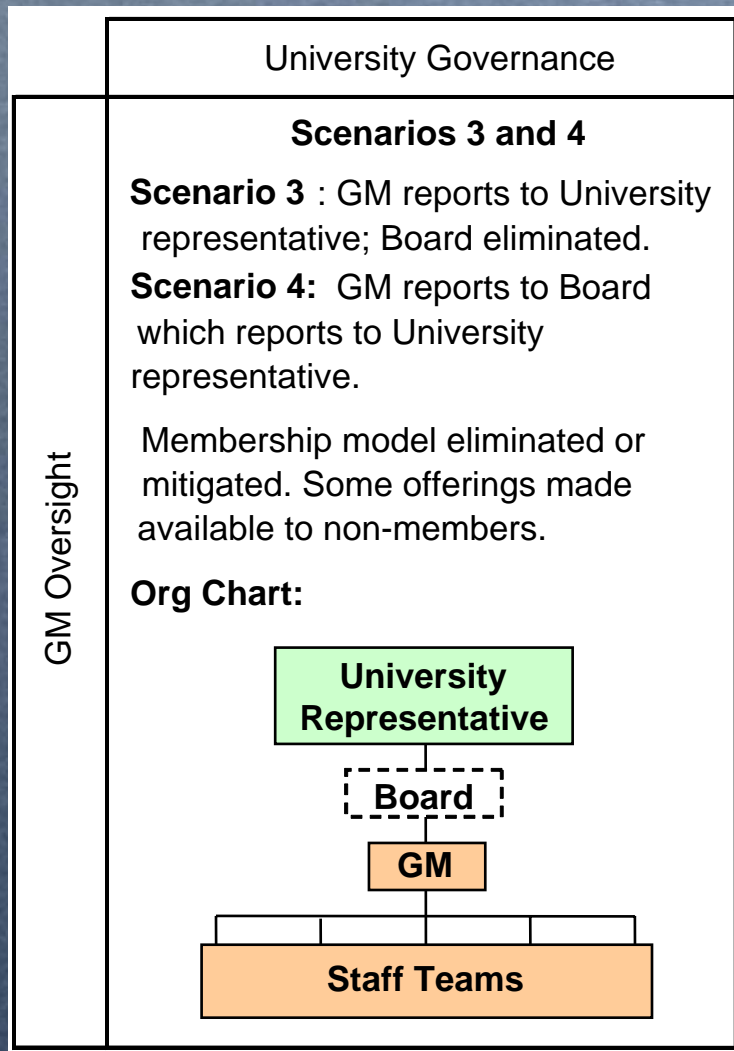 University Governance
GM Oversight
Scenarios 3 and 4
Scenario 3 : GM reports to University
representative; Board eliminated.
Scenario 4: GM reports to Board
which reports to University
representative.
Membership model eliminated or
mitigated. Some offerings made
available to non-members.
Org Chart:
University
Representative
Board
GM
Staff Teams